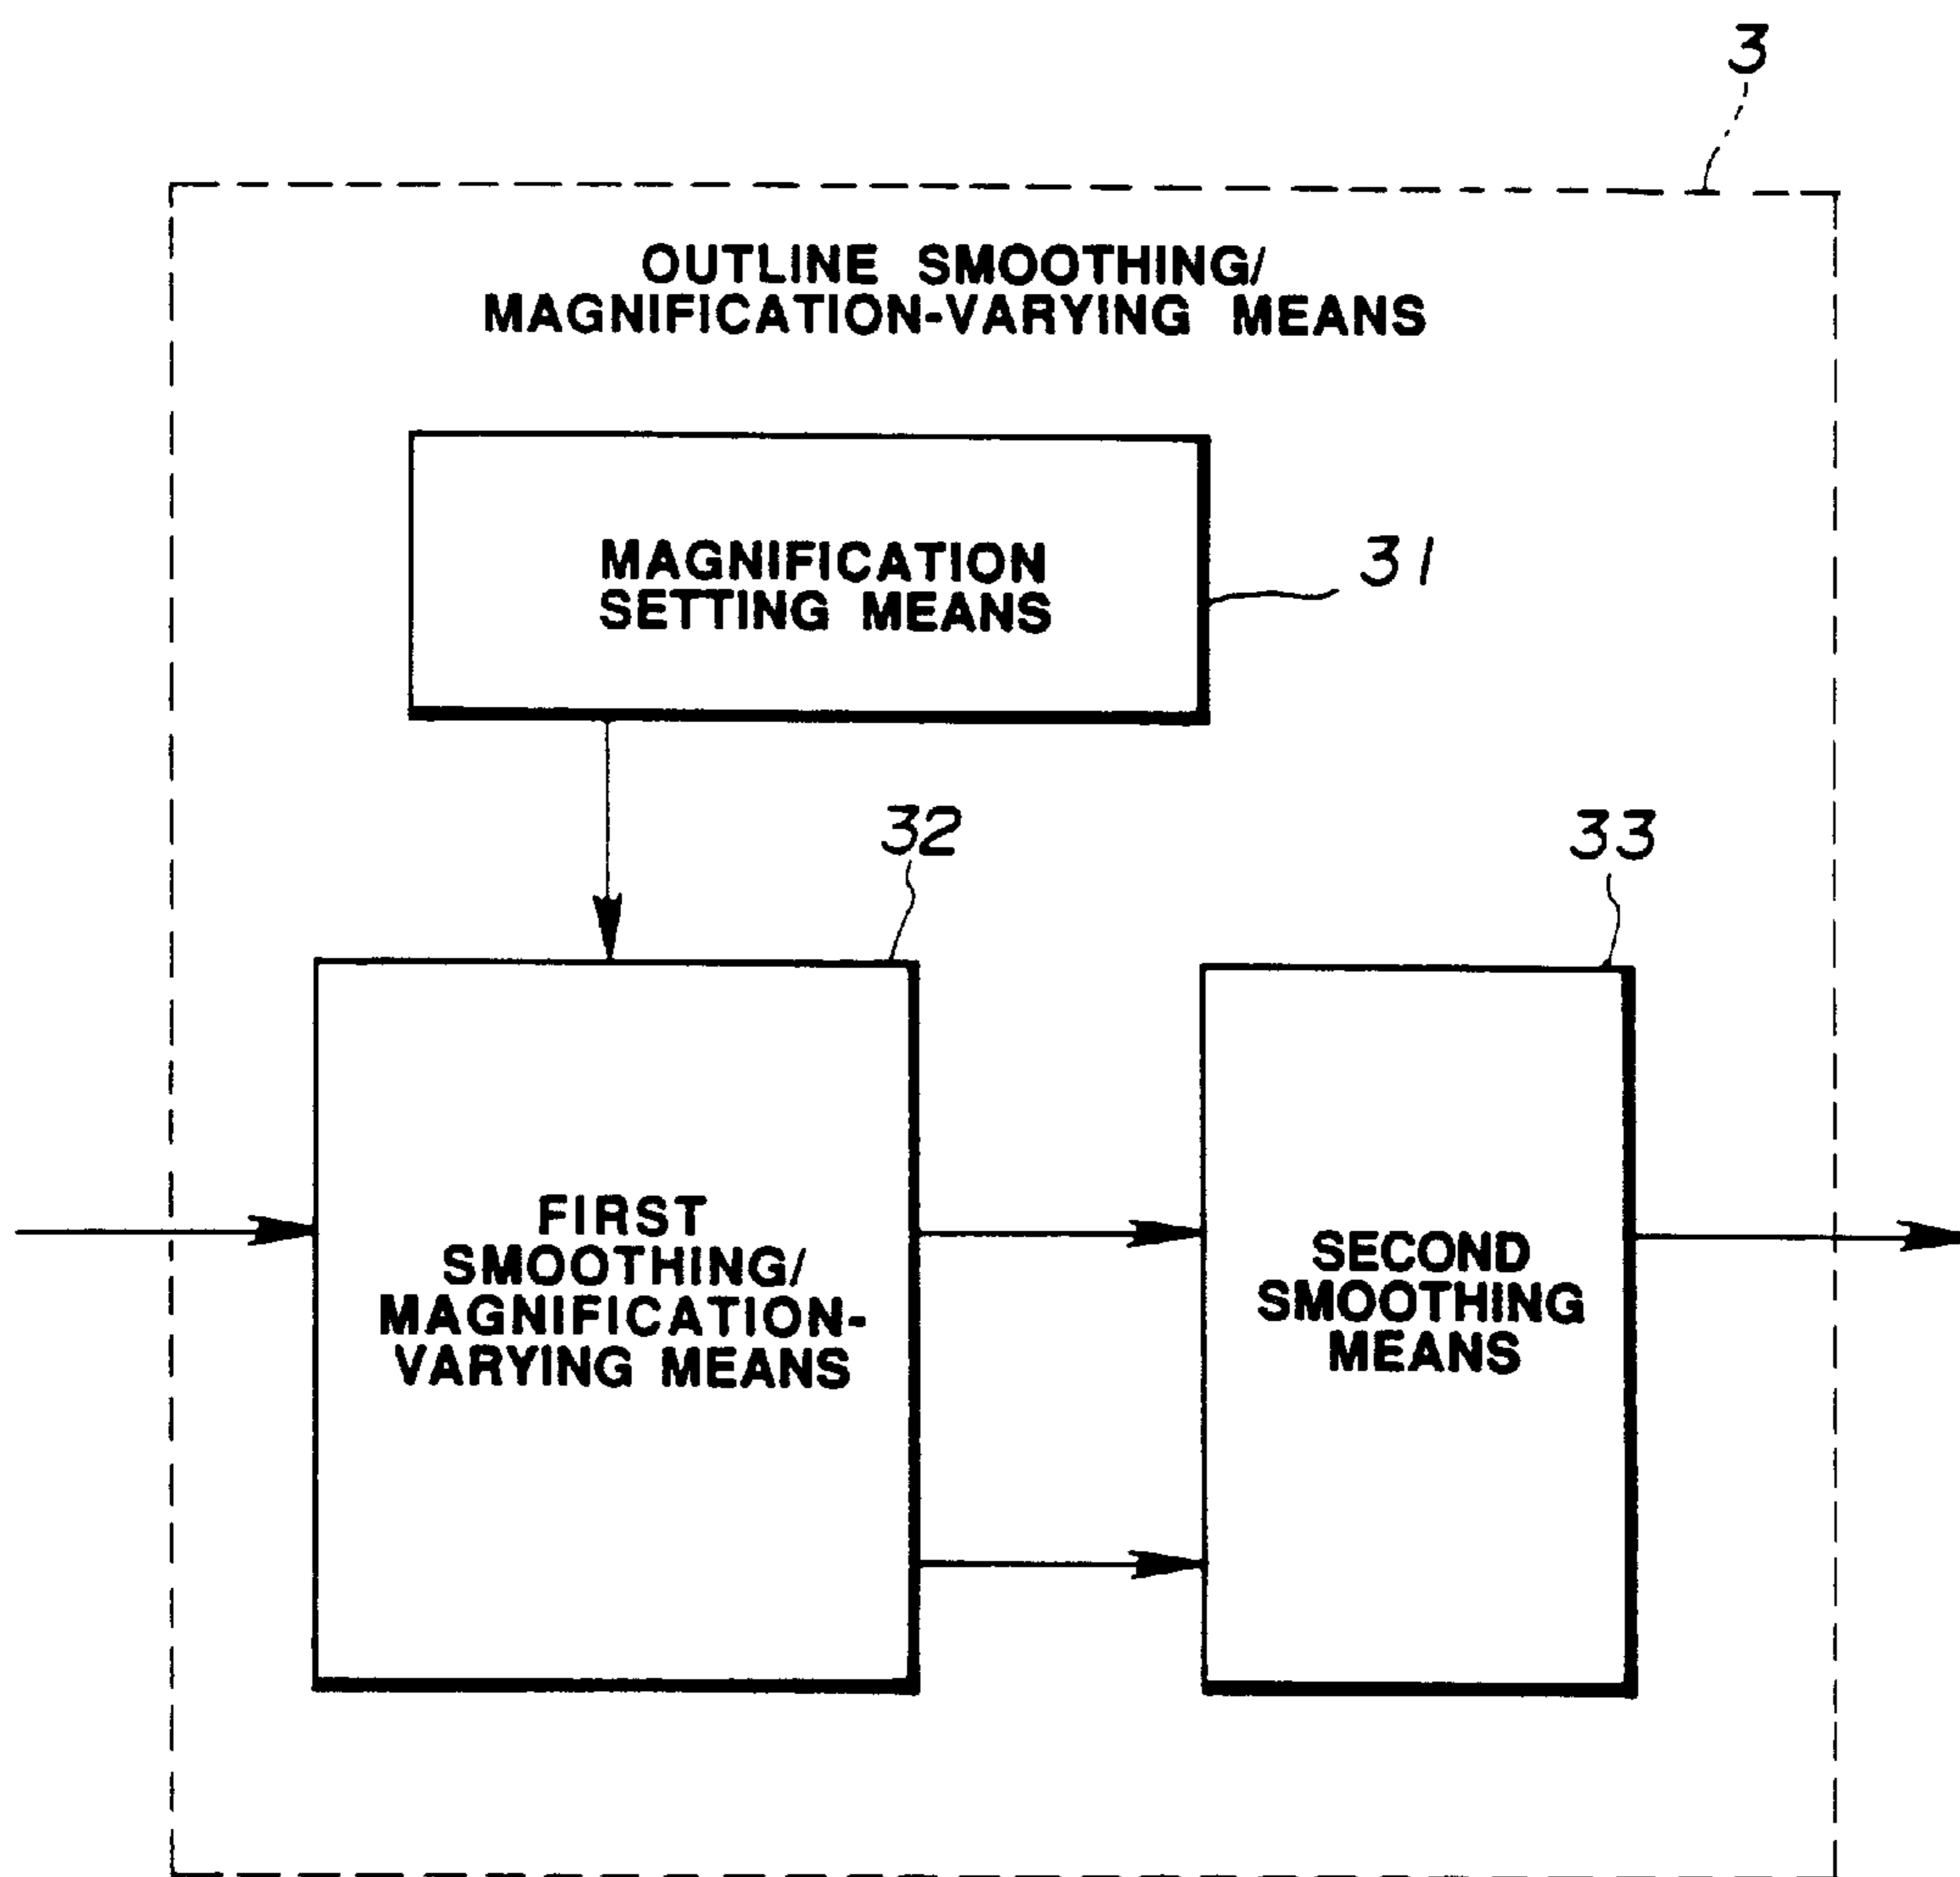 3
OUTLINE SMOOTHING/
MAGNIFICATION-VARYING MEANS
MAGNIFICATION
SETTING MEANS
31
32
33
FIRST
SMOOTHING/
MAGNIFICATION-
VARYING MEANS
SECOND
SMOOTHING
MEANS